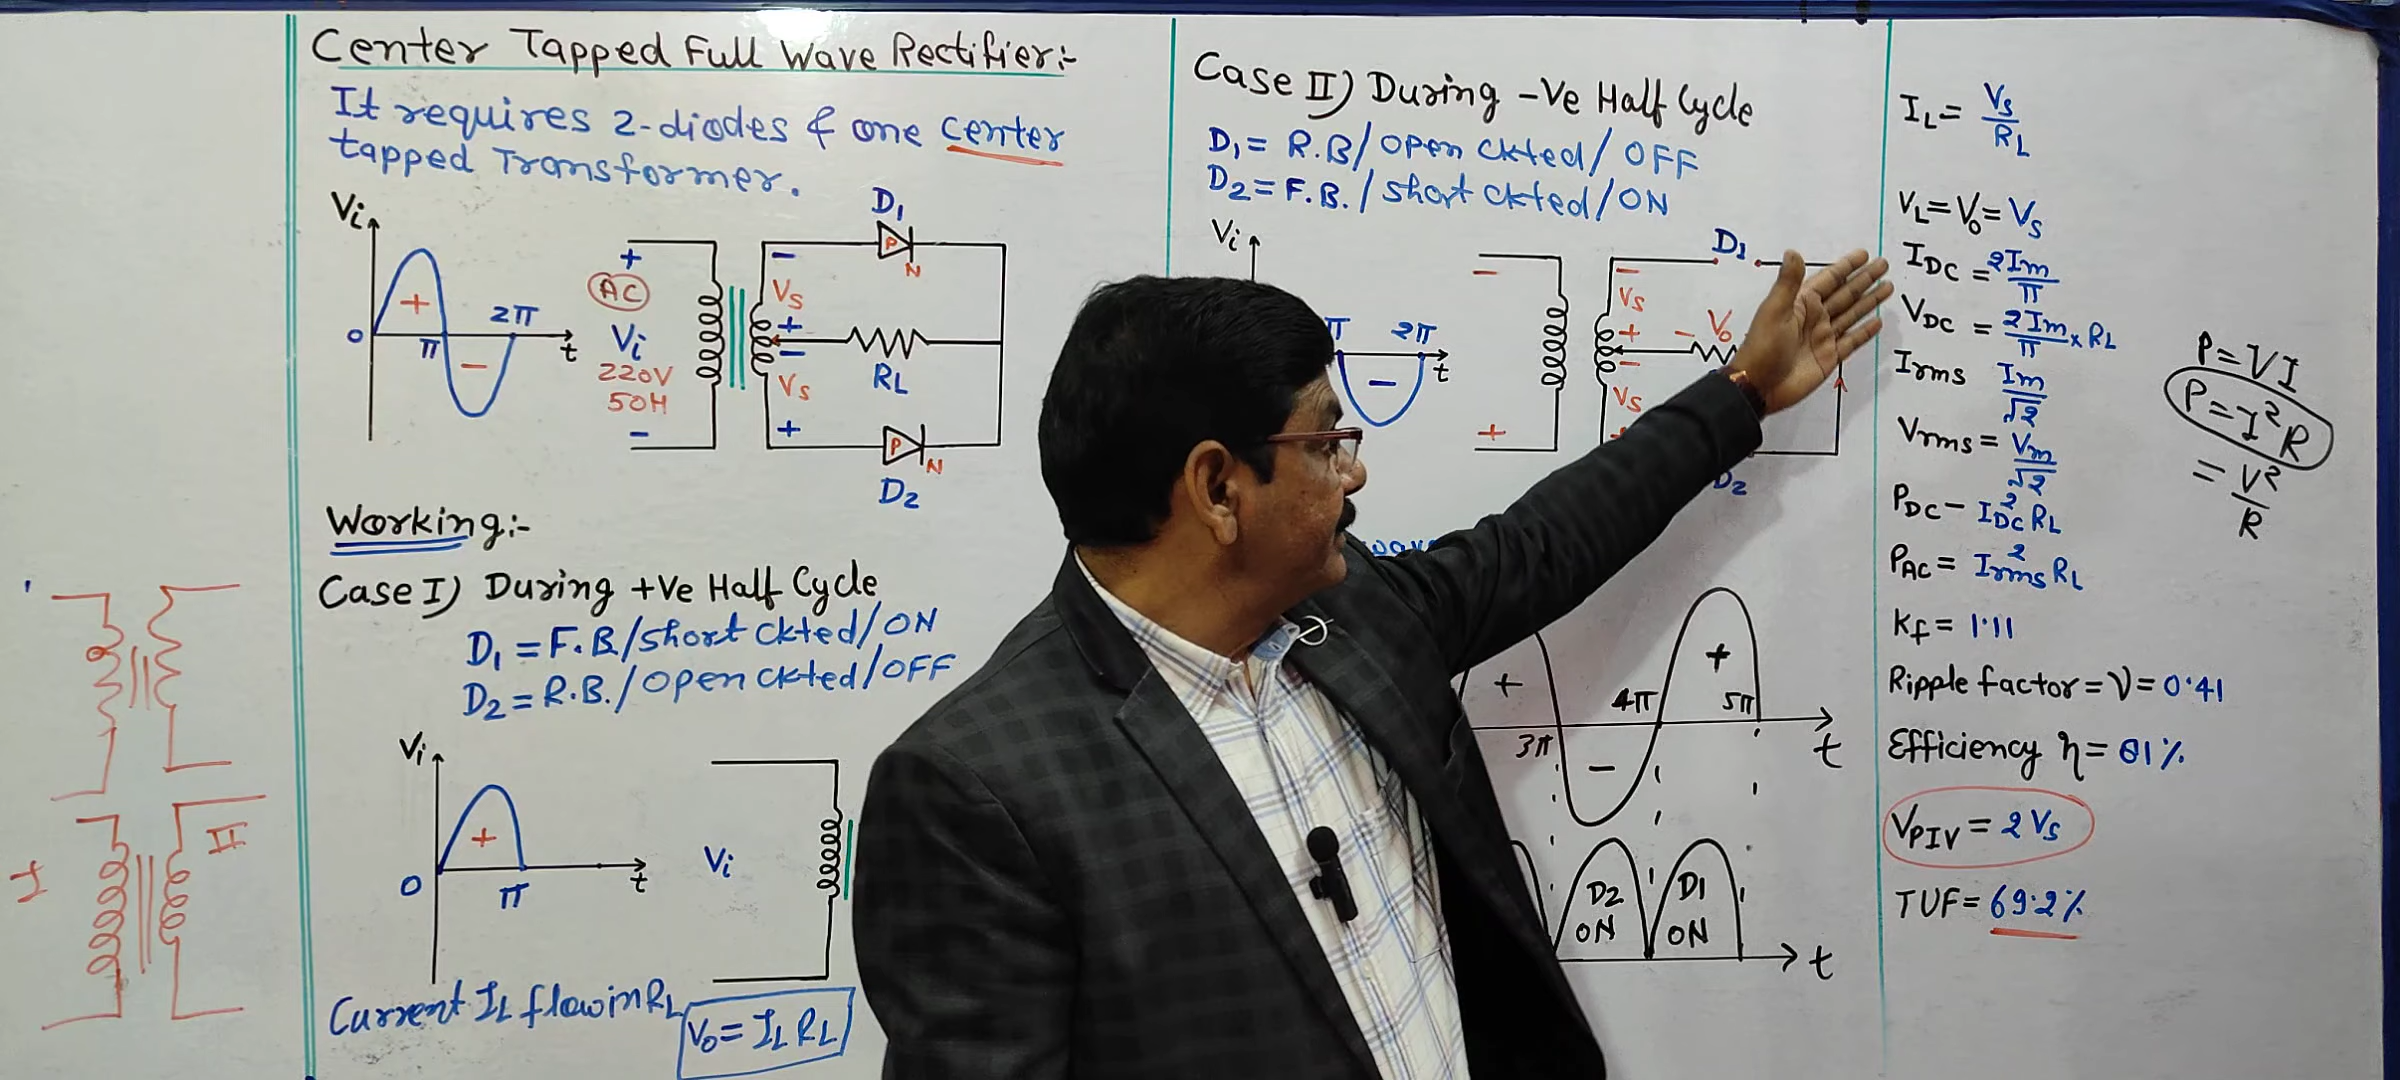 Center Tapped Full Wave Rectifier:-
It requires 2-diodes & one center
tapped Transformer.
Vi
+
0
π
2π
t
-
+
AC
Vi
220V
50H
-
-
Vs
+
-
Vs
+
D1
P
N
RL
P
N
D2
Working:-
Case I) During +Ve Half Cycle
D1 = F.B/short ckted/ON
D2 = R.B./open ckted/OFF
Vi
+
0
π
t
Vi
Current IL flow in RL
V0 = IL RL
I
II
Case II) During -Ve Half Cycle
D1 = R.B/open ckted/OFF
D2 = F.B./short ckted/ON
Vi
π
2π
t
-
-
+
-
Vs
+
-
Vs
+
D1
- V0
D2
+
3π
-
4π
+
5π
t
D2
ON
D1
ON
t
IL = Vs/RL
VL = V0 = Vs
IDC = 2Im/π
VDC = 2Im/π x RL
Irms Im/√2
Vrms = Vm/√2
PDC - I²DC RL
PAC = I²rms RL
Kf = 1.11
Ripple factor = ν = 0.41
Efficiency η = 81%
VPIV = 2Vs
TUF = 69.2%
P = VI
P = I²R
= V²/R